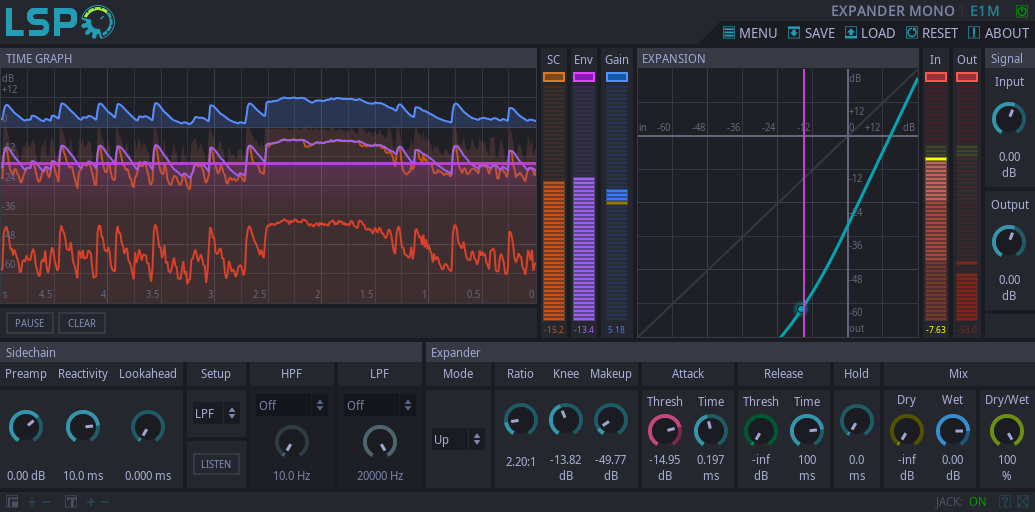 LSP EXPANDER MONO E1M
MENU SAVE LOAD RESET ABOUT
TIME GRAPH SC Env Gain EXPANSION In Out Signal
dB
+12
0
-12
-24
-36
-48
-60
s 4.5 4 3.5 3 2.5 2 1.5 1 0.5 0
PAUSE CLEAR
-15.2 -13.4 5.18
dB
+12
in -60 -48 -36 -24 -12 0 +12 dB
-12
-24
-36
-48
-60
out
-7.63 -53.0
Input
0.00
dB
Output
0.00
dB
Sidechain Expander
Preamp Reactivity Lookahead Setup HPF LPF Mode Ratio Knee Makeup Attack Release Hold Mix
LPF Off Off Up
Thresh Time Thresh Time Dry Wet Dry/Wet
LISTEN
0.00 dB 10.0 ms 0.000 ms 10.0 Hz 20000 Hz
2.20:1 -13.82 dB -49.77 dB
-14.95 dB 0.197 ms -inf dB 100 ms 0.0 ms -inf dB 0.00 dB 100 %
JACK: ON